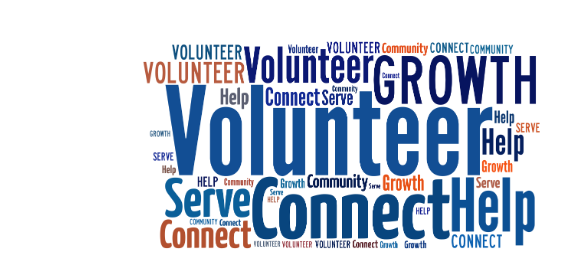 VOLUNTEER Volunteer Volunteer VOLUNTEER Community CONNECT COMMUNITY
VOLUNTEER GROWTH
Connect
Help Connect Serve Community
Volunteer
Help
GROWTH SERVE
Help
SERVE
Help Growth
HELP Community Growth Community Serve Growth Serve
Serve Connect Help
Serve
HELP
HELP
COMMUNITY Connect
Connect CONNECT
VOLUNTEER VOLUNTEER VOLUNTEER Connect Growth Growth